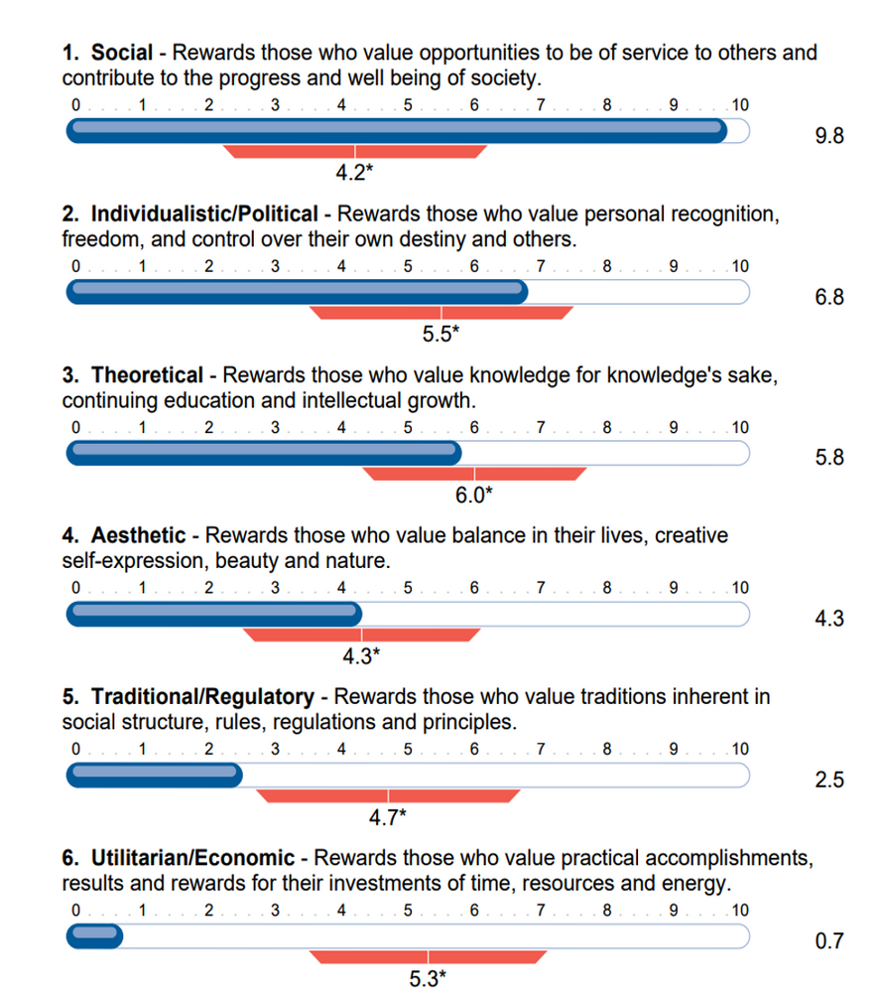 1. Social - Rewards those who value opportunities to be of service to others and
contribute to the progress and well being of society.
0 . . . . 1 . . . . 2 . . . . 3 . . . . 4 . . . . 5 . . . . 6 . . . . 7 . . . . 8 . . . . 9 . . . . 10
9.8
4.2*
2. Individualistic/Political - Rewards those who value personal recognition,
freedom, and control over their own destiny and others.
0 . . . . 1 . . . . 2 . . . . 3 . . . . 4 . . . . 5 . . . . 6 . . . . 7 . . . . 8 . . . . 9 . . . . 10
6.8
5.5*
3. Theoretical - Rewards those who value knowledge for knowledge's sake,
continuing education and intellectual growth.
0 . . . . 1 . . . . 2 . . . . 3 . . . . 4 . . . . 5 . . . . 6 . . . . 7 . . . . 8 . . . . 9 . . . . 10
5.8
6.0*
4. Aesthetic - Rewards those who value balance in their lives, creative
self-expression, beauty and nature.
0 . . . . 1 . . . . 2 . . . . 3 . . . . 4 . . . . 5 . . . . 6 . . . . 7 . . . . 8 . . . . 9 . . . . 10
4.3
4.3*
5. Traditional/Regulatory - Rewards those who value traditions inherent in
social structure, rules, regulations and principles.
0 . . . . 1 . . . . 2 . . . . 3 . . . . 4 . . . . 5 . . . . 6 . . . . 7 . . . . 8 . . . . 9 . . . . 10
2.5
4.7*
6. Utilitarian/Economic - Rewards those who value practical accomplishments,
results and rewards for their investments of time, resources and energy.
0 . . . . 1 . . . . 2 . . . . 3 . . . . 4 . . . . 5 . . . . 6 . . . . 7 . . . . 8 . . . . 9 . . . . 10
0.7
5.3*